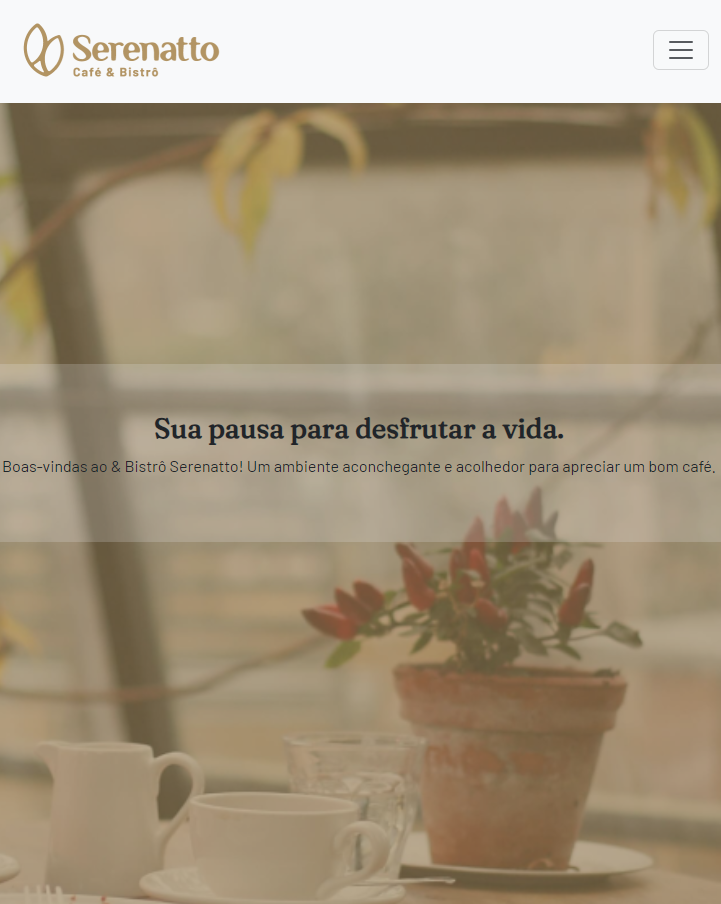 Serenatto
Café & Bistrô
Sua pausa para desfrutar a vida.
Boas-vindas ao & Bistrô Serenatto! Um ambiente aconchegante e acolhedor para apreciar um bom café.